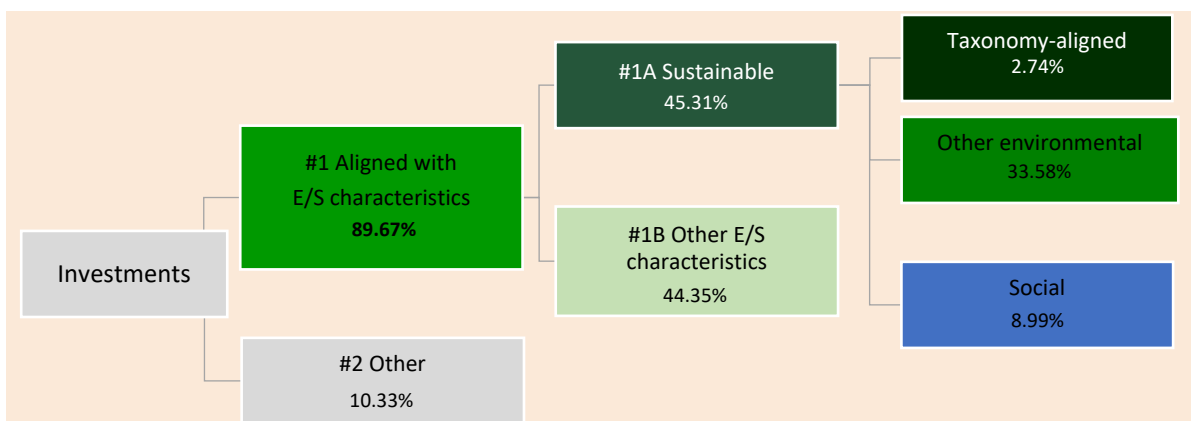 Investments
#1 Aligned with
E/S characteristics
89.67%
#2 Other
10.33%
#1A Sustainable
45.31%
#1B Other E/S
characteristics
44.35%
Taxonomy-aligned
2.74%
Other environmental
33.58%
Social
8.99%